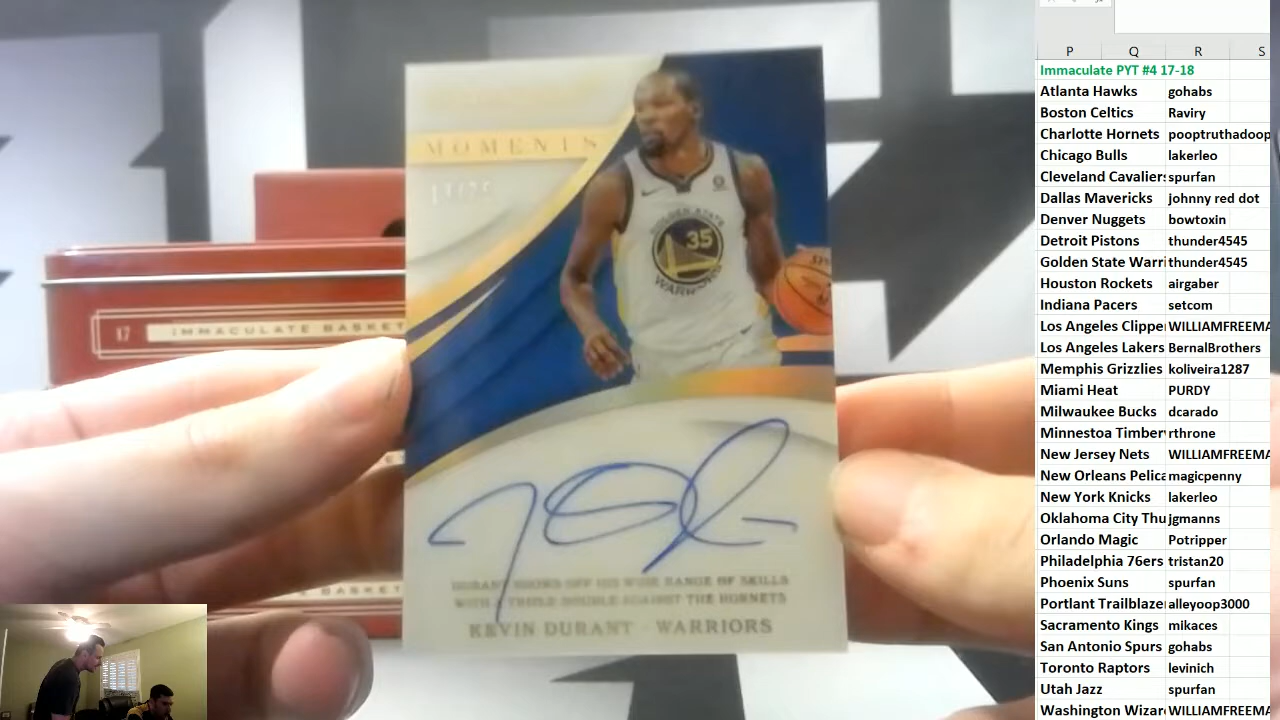 MOMENTS
35
GOLDEN STATE
WARRIORS
17 IMMACULATE BASKET
BASKET
DURANT SHOWS OFF HIS WIDE RANGE OF SKILLS
WITH A TRIPLE-DOUBLE AGAINST THE HORNETS
KEVIN DURANT · WARRIORS
P Q R S
Immaculate PYT #4 17-18
Atlanta Hawks gohabs
Boston Celtics Raviry
Charlotte Hornets pooptruthadoop
Chicago Bulls lakerleo
Cleveland Cavaliers spurfan
Dallas Mavericks johnny red dot
Denver Nuggets bowtoxin
Detroit Pistons thunder4545
Golden State Warri thunder4545
Houston Rockets airgaber
Indiana Pacers setcom
Los Angeles Clippe WILLIAMFREEMA
Los Angeles Lakers BernalBrothers
Memphis Grizzlies koliveira1287
Miami Heat PURDY
Milwaukee Bucks dcarado
Minnestoa Timber rthrone
New Jersey Nets WILLIAMFREEMA
New Orleans Pelica magicpenny
New York Knicks lakerleo
Oklahoma City Thu jgmanns
Orlando Magic Potripper
Philadelphia 76ers tristan20
Phoenix Suns spurfan
Portlant Trailblaze alleyoop3000
Sacramento Kings mikaces
San Antonio Spurs gohabs
Toronto Raptors levinich
Utah Jazz spurfan
Washington Wizar WILLIAMFREEMA